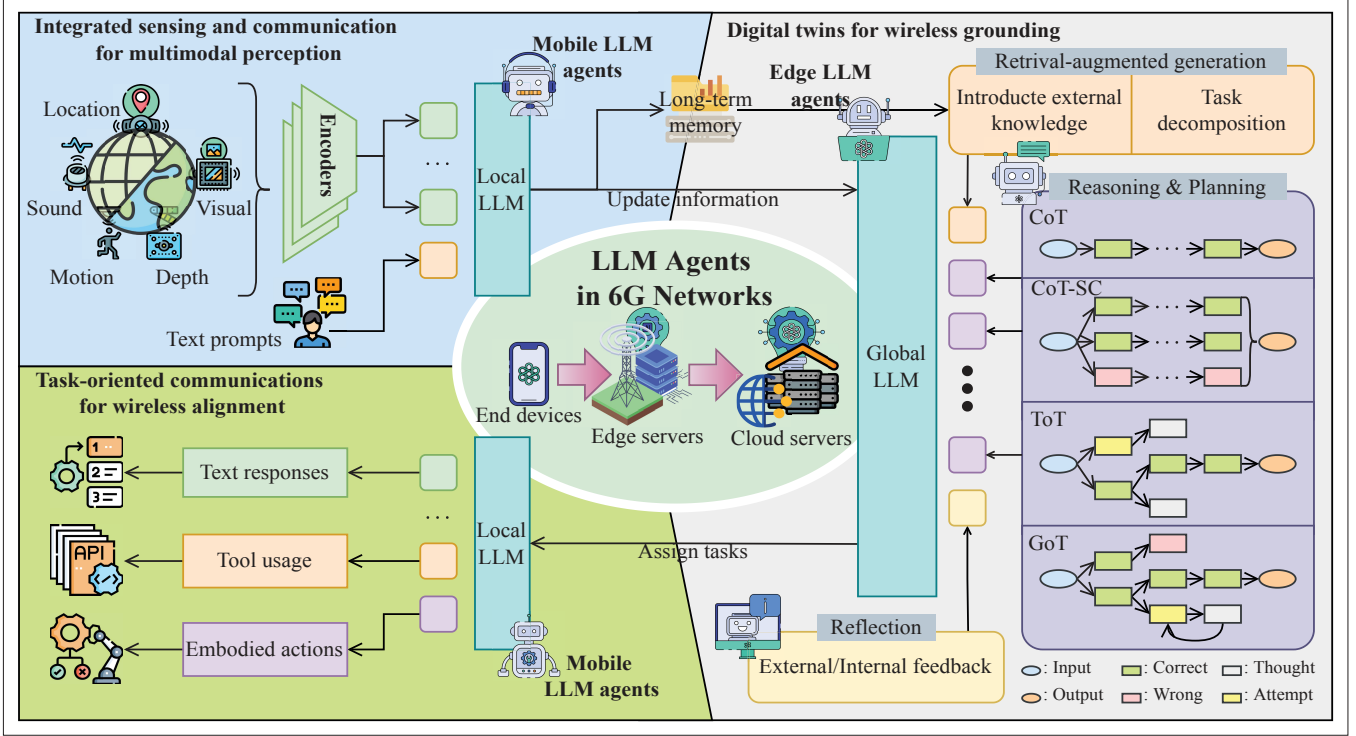 Integrated sensing and communication
for multimodal perception
Mobile LLM
agents
Location
Sound
Visual
Motion
Depth
Encoders
...
Text prompts
Local
LLM
Digital twins for wireless grounding
Long-term
memory
Edge LLM
agents
Update information
Retrival-augmented generation
Introducte external
knowledge
Task
decomposition
Reasoning & Planning
CoT
...
...
CoT-SC
...
...
...
ToT
GoT
Global
LLM
LLM Agents
in 6G Networks
End devices
Edge servers
Cloud servers
Task-oriented communications
for wireless alignment
1
2
3
Text responses
...
API
Tool usage
Embodied actions
Local
LLM
Mobile
LLM agents
Assign tasks
i
Reflection
External/Internal feedback
: Input
: Correct
: Thought
: Output
: Wrong
: Attempt